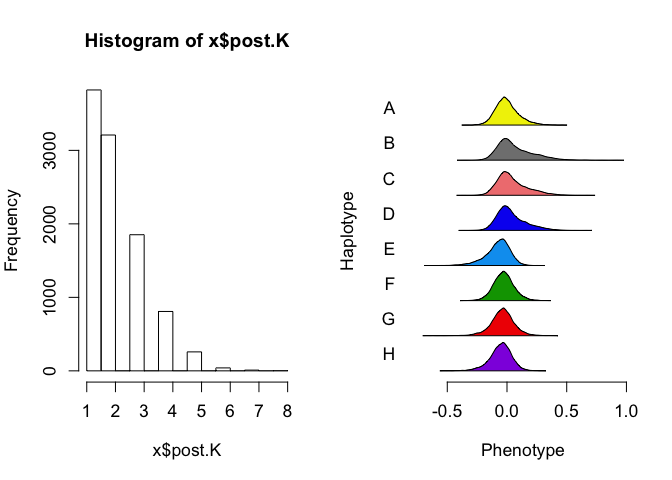 Histogram of x$post.K
Frequency
0
1000
2000
3000
1 2 3 4 5 6 7 8
x$post.K
Haplotype
A
B
C
D
E
F
G
H
-0.5 0.0 0.5 1.0
Phenotype